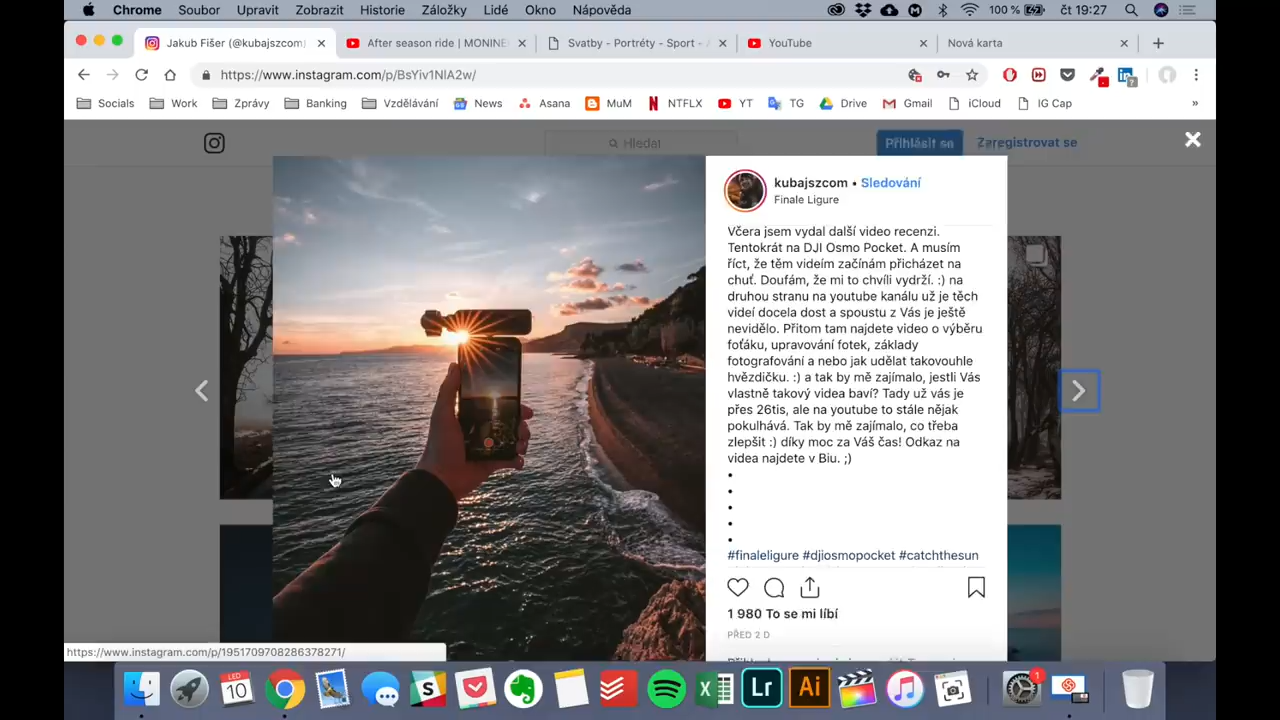 Chrome Soubor Upravit Zobrazit Historie Záložky Lidé Okno Nápověda 100 % čt 19:27
Jakub Fišer (@kubajszcom) After season ride | MONINE Svatby - Portréty - Sport - YouTube Nová karta
https://www.instagram.com/p/BsYiv1NlA2w/
Socials Work Zprávy Banking Vzdělávání News Asana MuM NTFLX YT TG Drive Gmail iCloud IG Cap »
Hledat Přihlásit se Zaregistrovat se
kubajszcom • Sledování
Finale Ligure
Včera jsem vydal další video recenzi.
Tentokrát na DJI Osmo Pocket. A musím
říct, že těm videím začínám přicházet na
chuť. Doufám, že mi to chvíli vydrží. :) na
druhou stranu na youtube kanálu už je těch
videí docela dost a spoustu z Vás je ještě
nevidělo. Přitom tam najdete video o výběru
foťáku, upravování fotek, základy
fotografování a nebo jak udělat takovouhle
hvězdičku. :) a tak by mě zajímalo, jestli Vás
vlastně takový videa baví? Tady už vás je
přes 26tis, ale na youtube to stále nějak
pokulhává. Tak by mě zajímalo, co třeba
zlepšit :) díky moc za Váš čas! Odkaz na
videa najdete v Biu. ;)
•
•
•
•
•
#finaleligure #djiosmopocket #catchthesun
1 980 To se mi líbí
PŘED 2 D
https://www.instagram.com/p/1951709708286378271/
LED
10
Lr Ai
1